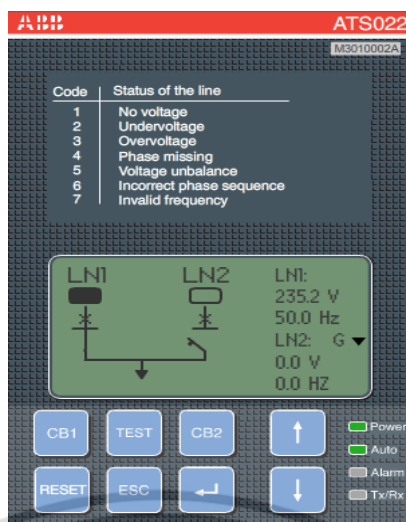 ABB
ATS022
M3010002A
Code Status of the line
1 No voltage
2 Undervoltage
3 Overvoltage
4 Phase missing
5 Voltage unbalance
6 Incorrect phase sequence
7 Invalid frequency
LN1 LN2 LN1:
235.2 V
50.0 Hz
LN2: G
0.0 V
0.0 HZ
CB1 TEST CB2
Power
Auto
RESET ESC
Alarm
Tx/Rx